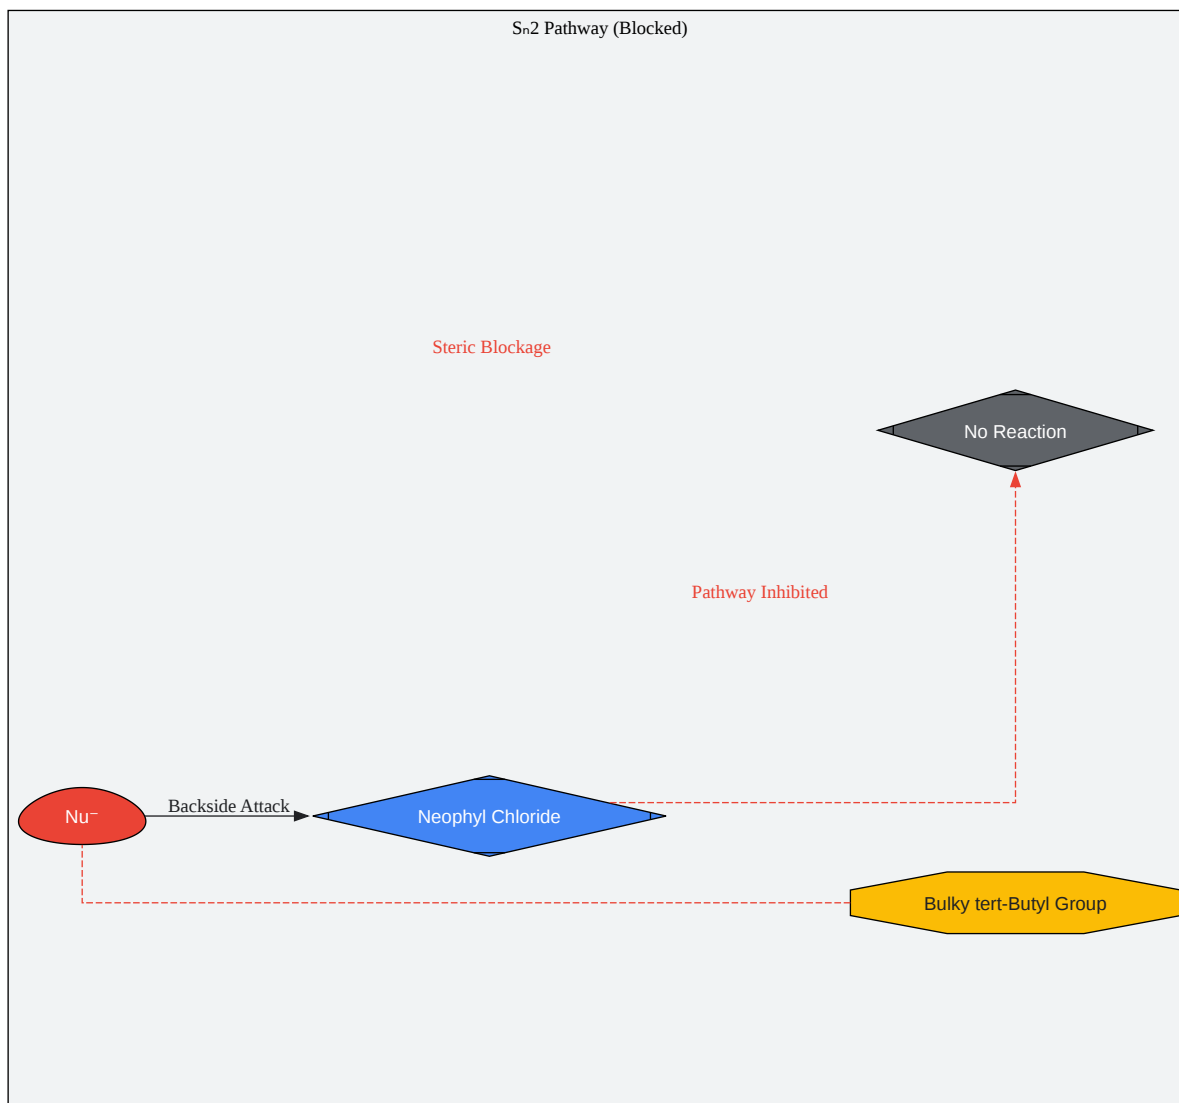 Sₙ2 Pathway (Blocked)
Steric Blockage
No Reaction
Pathway Inhibited
Backside Attack
Nu⁻
Neophyl Chloride
Bulky tert-Butyl Group